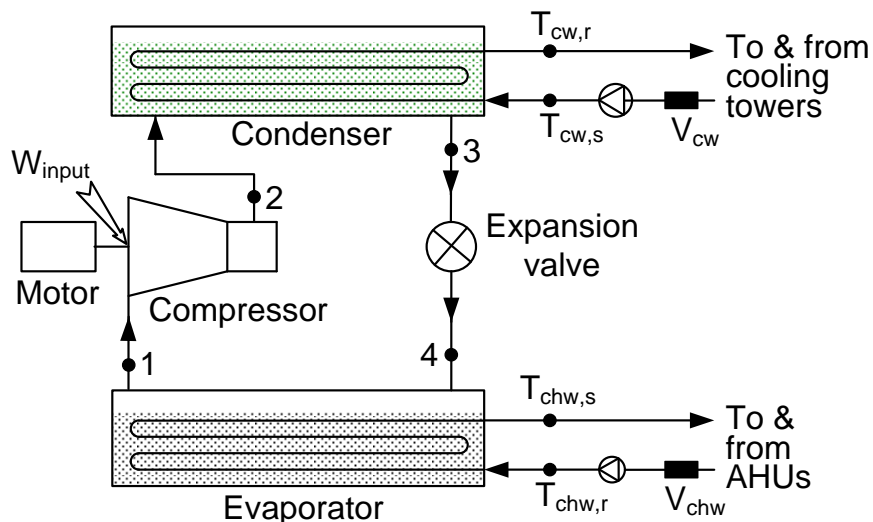 T_cw,r
To & from
cooling
towers
T_cw,s
V_cw
Condenser
3
W_input
2
Expansion
valve
Motor
Compressor
1
4
T_chw,s
To &
from
AHUs
T_chw,r
V_chw
Evaporator